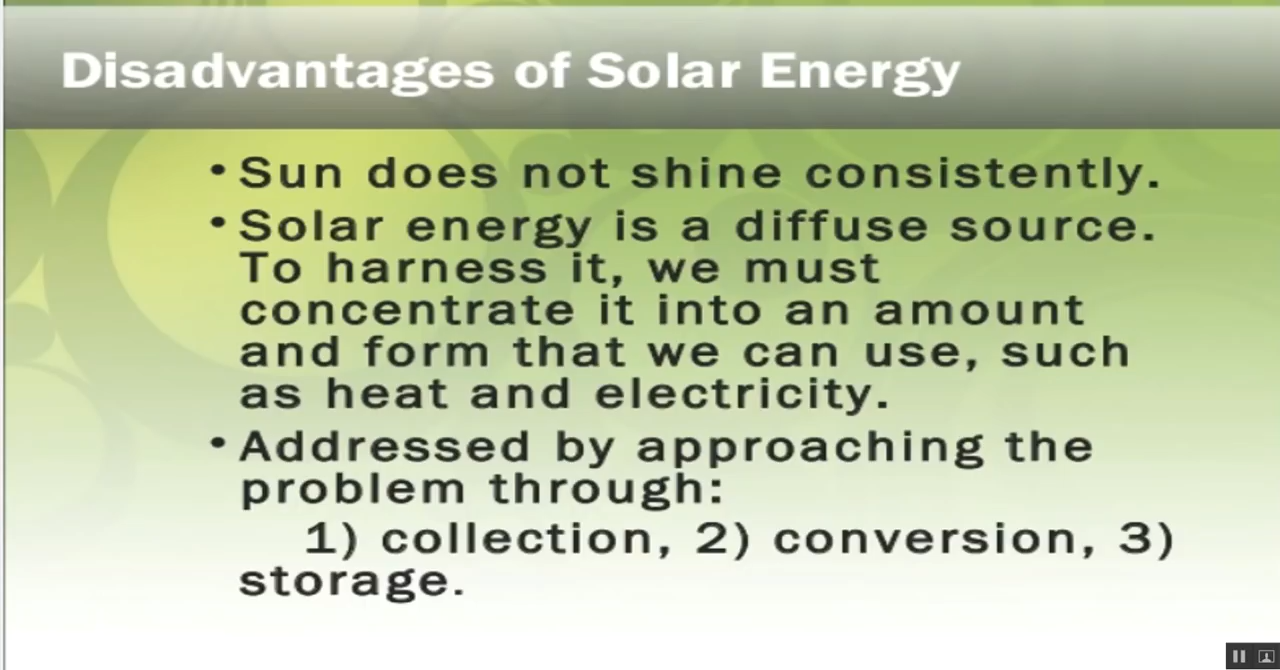 Disadvantages of Solar Energy
• Sun does not shine consistently.
• Solar energy is a diffuse source.
To harness it, we must
concentrate it into an amount
and form that we can use, such
as heat and electricity.
• Addressed by approaching the
problem through:
1) collection, 2) conversion, 3)
storage.